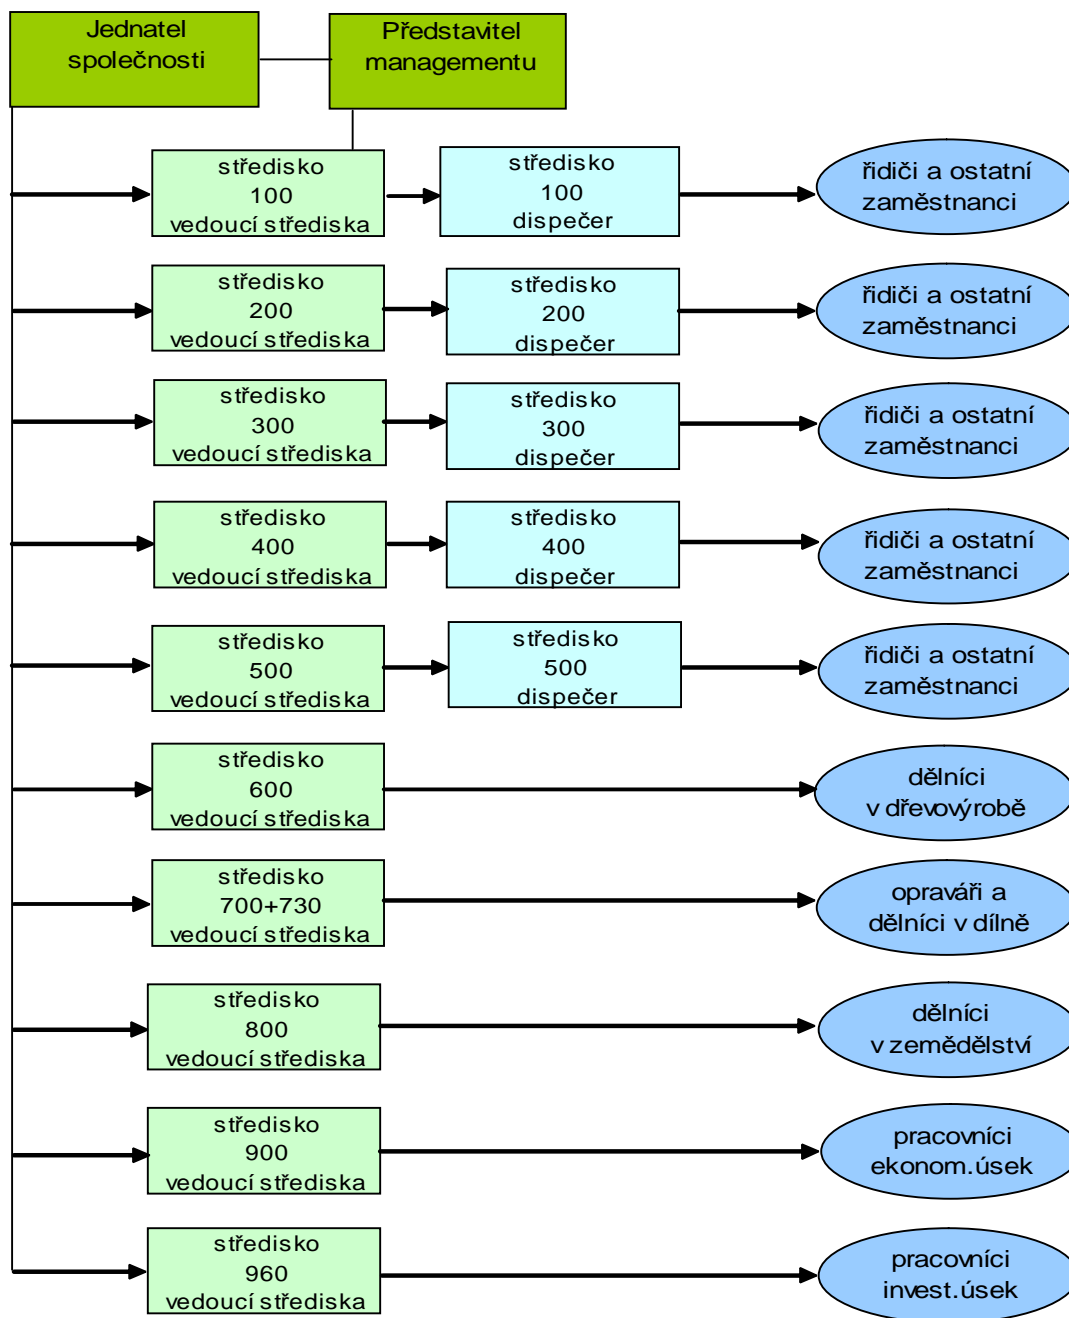 Jednatel
společnosti
Představitel
managementu
středisko
100
vedoucí střediska
středisko
100
dispečer
řidiči a ostatní
zaměstnanci
středisko
200
vedoucí střediska
středisko
200
dispečer
řidiči a ostatní
zaměstnanci
středisko
300
vedoucí střediska
středisko
300
dispečer
řidiči a ostatní
zaměstnanci
středisko
400
vedoucí střediska
středisko
400
dispečer
řidiči a ostatní
zaměstnanci
středisko
500
vedoucí střediska
středisko
500
dispečer
řidiči a ostatní
zaměstnanci
středisko
600
vedoucí střediska
dělníci
v dřevovýrobě
středisko
700+730
vedoucí střediska
opraváři a
dělníci v dílně
středisko
800
vedoucí střediska
dělníci
v zemědělství
středisko
900
vedoucí střediska
pracovníci
ekonom.úsek
středisko
960
vedoucí střediska
pracovníci
invest.úsek